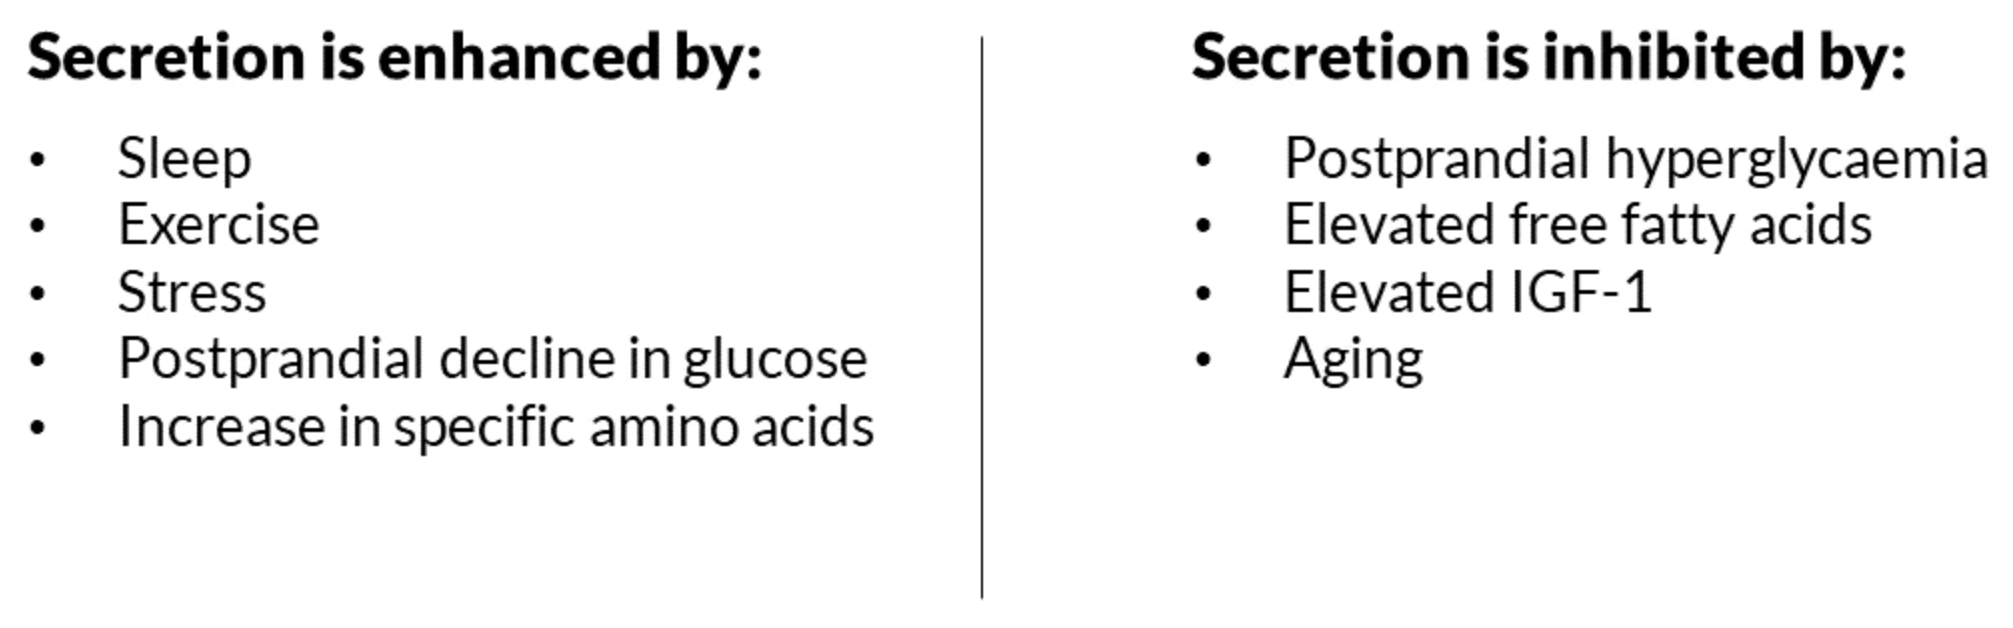 Secretion is enhanced by:
• Sleep
• Exercise
• Stress
• Postprandial decline in glucose
• Increase in specific amino acids
Secretion is inhibited by:
• Postprandial hyperglycaemia
• Elevated free fatty acids
• Elevated IGF-1
• Aging